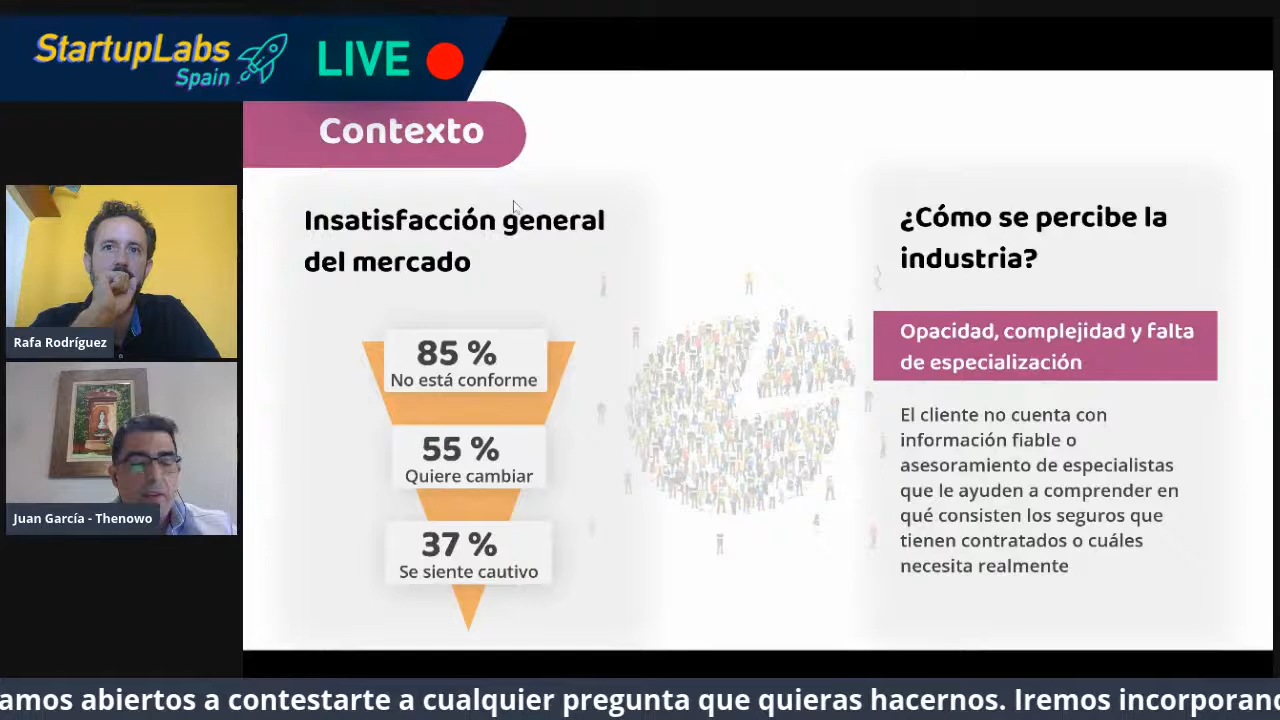 StartupLabs
Spain
LIVE
Contexto
Insatisfacción general
del mercado
85 %
No está conforme
55 %
Quiere cambiar
37 %
Se siente cautivo
¿Cómo se percibe la
industria?
Opacidad, complejidad y falta
de especialización
El cliente no cuenta con
información fiable o
asesoramiento de especialistas
que le ayuden a comprender en
qué consisten los seguros que
tienen contratados o cuáles
necesita realmente
Rafa Rodríguez
Juan García - Thenowo
amos abiertos a contestarte a cualquier pregunta que quieras hacernos. Iremos incorporand